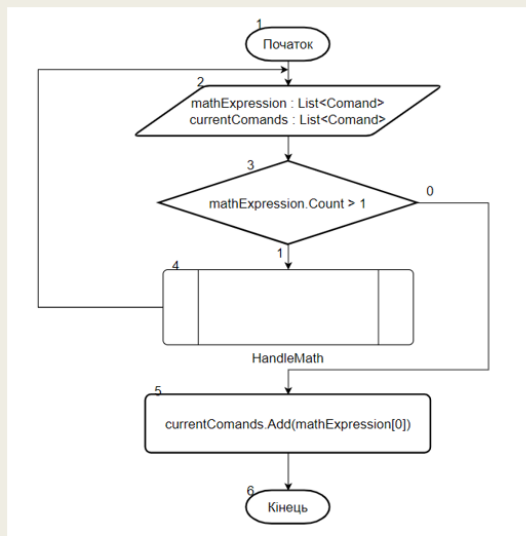 1
Початок
2
mathExpression : List<Comand>
currentComands : List<Comand>
3
0
mathExpression.Count > 1
1
4
HandleMath
5
currentComands.Add(mathExpression[0])
6
Кінець